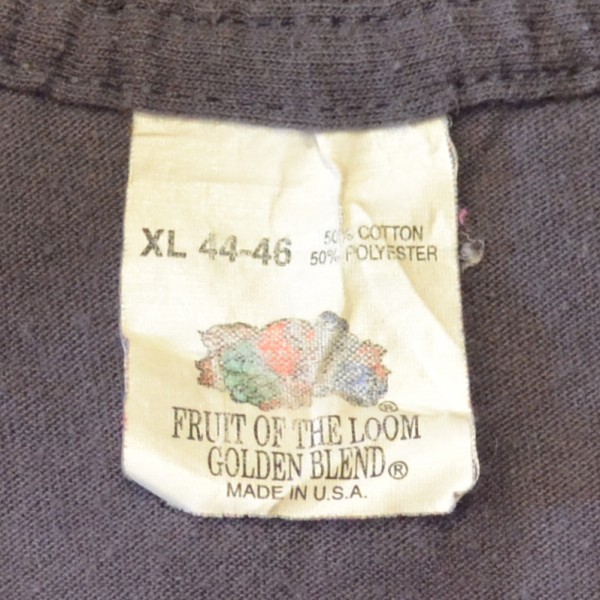 XL 44-46
50% COTTON
50% POLYESTER
®
FRUIT OF THE LOOM
GOLDEN BLEND®
MADE IN U.S.A.